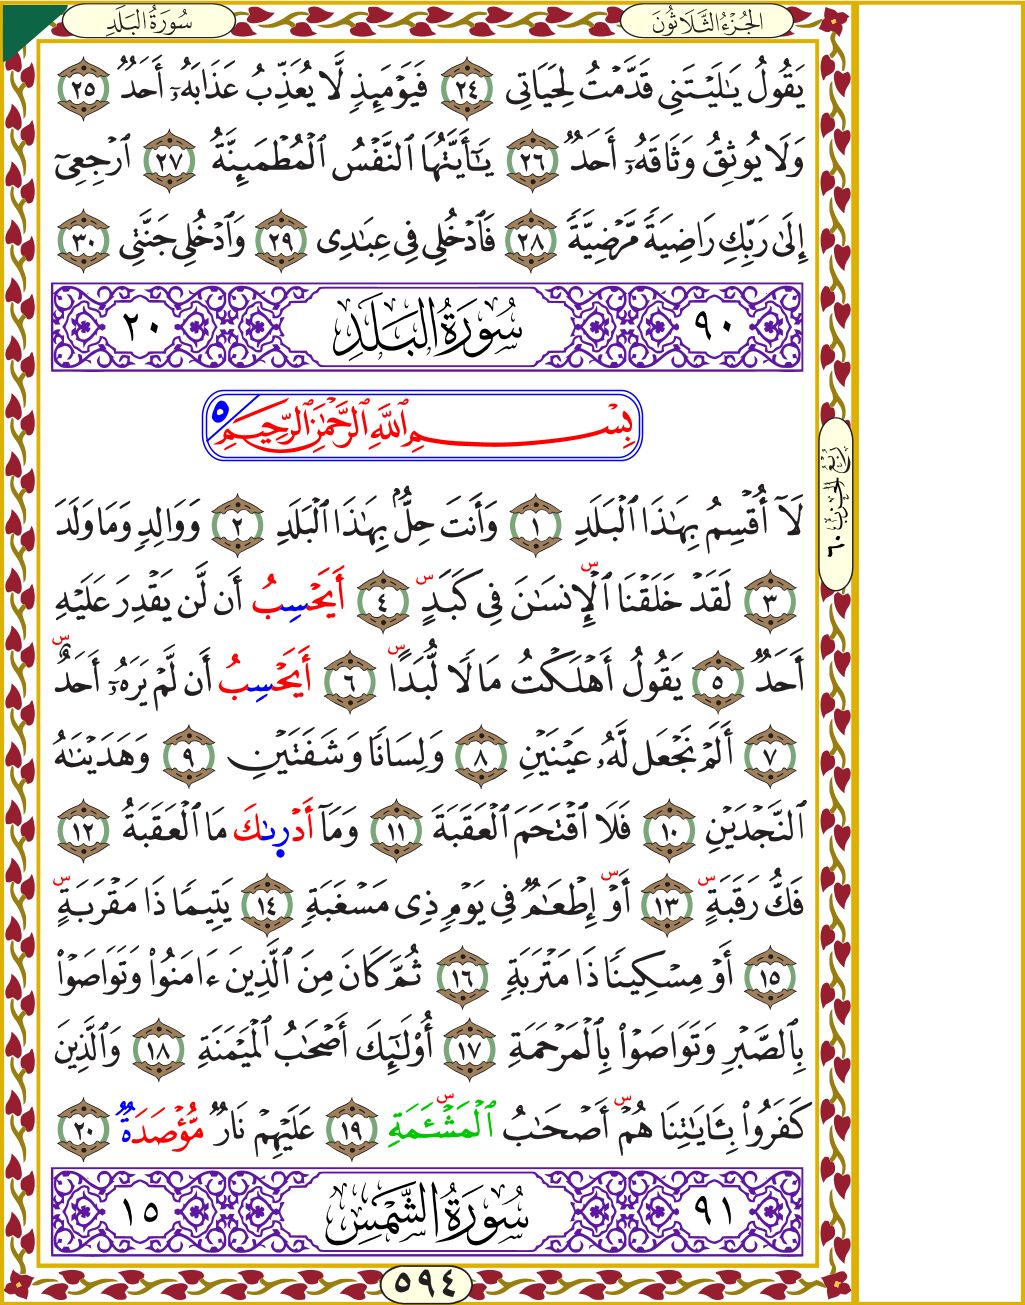 سُورَةُ البَلَدِ
الجُزْءُ الثَّلَاثُونَ
يَقُولُ يَٰلَيْتَنِي قَدَّمْتُ لِحَيَاتِي ٢٤ فَيَوْمَئِذٖ لَّا يُعَذِّبُ عَذَابَهُۥٓ أَحَدٞ ٢٥
وَلَا يُوثِقُ وَثَاقَهُۥٓ أَحَدٞ ٢٦ يَٰٓأَيَّتُهَا ٱلنَّفْسُ ٱلْمُطْمَئِنَّةُ ٢٧ ٱرْجِعِيٓ
إِلَىٰ رَبِّكِ رَاضِيَةٗ مَّرْضِيَّةٗ ٢٨ فَٱدْخُلِي فِي عِبَٰدِي ٢٩ وَٱدْخُلِي جَنَّتِي ٣٠
٩٠ سُورَةُ البَلَدِ ٢٠
بِسْمِ ٱللَّهِ ٱلرَّحْمَٰنِ ٱلرَّحِيمِ ٥
لَآ أُقْسِمُ بِهَٰذَا ٱلْبَلَدِ ١ وَأَنتَ حِلُّۢ بِهَٰذَا ٱلْبَلَدِ ٢ وَوَالِدٖ وَمَا وَلَدَ
٣ لَقَدْ خَلَقْنَا ٱلْإِنسَٰنَ فِي كَبَدٍ ٤ أَيَحْسِبُ أَن لَّن يَقْدِرَ عَلَيْهِ
أَحَدٞ ٥ يَقُولُ أَهْلَكْتُ مَالٗا لُّبَدًا ٦ أَيَحْسِبُ أَن لَّمْ يَرَهُۥٓ أَحَدٌ
٧ أَلَمْ نَجْعَل لَّهُۥ عَيْنَيْنِ ٨ وَلِسَانٗا وَشَفَتَيْنِ ٩ وَهَدَيْنَٰهُ
ٱلنَّجْدَيْنِ ١٠ فَلَا ٱقْتَحَمَ ٱلْعَقَبَةَ ١١ وَمَآ أَدْرىٰكَ مَا ٱلْعَقَبَةُ ١٢
فَكُّ رَقَبَةٍ ١٣ أَوْ إِطْعَٰمٞ فِي يَوْمٖ ذِي مَسْغَبَةٖ ١٤ يَتِيمٗا ذَا مَقْرَبَةٍ
١٥ أَوْ مِسْكِينٗا ذَا مَتْرَبَةٖ ١٦ ثُمَّ كَانَ مِنَ ٱلَّذِينَ ءَامَنُوا۟ وَتَوَاصَوْا۟
بِٱلصَّبْرِ وَتَوَاصَوْا۟ بِٱلْمَرْحَمَةِ ١٧ أُو۟لَٰٓئِكَ أَصْحَٰبُ ٱلْمَيْمَنَةِ ١٨ وَٱلَّذِينَ
كَفَرُوا۟ بِـَٔايَٰتِنَا هُمْ أَصْحَٰبُ ٱلْمَشْـَٔمَةِ ١٩ عَلَيْهِمْ نَارٞ مُّؤْصَدَةٞ ٢٠
٩١ سُورَةُ الشَّمْسِ ١٥
٥٩٤
رُبْعُ الحِزْبِ ٦٠